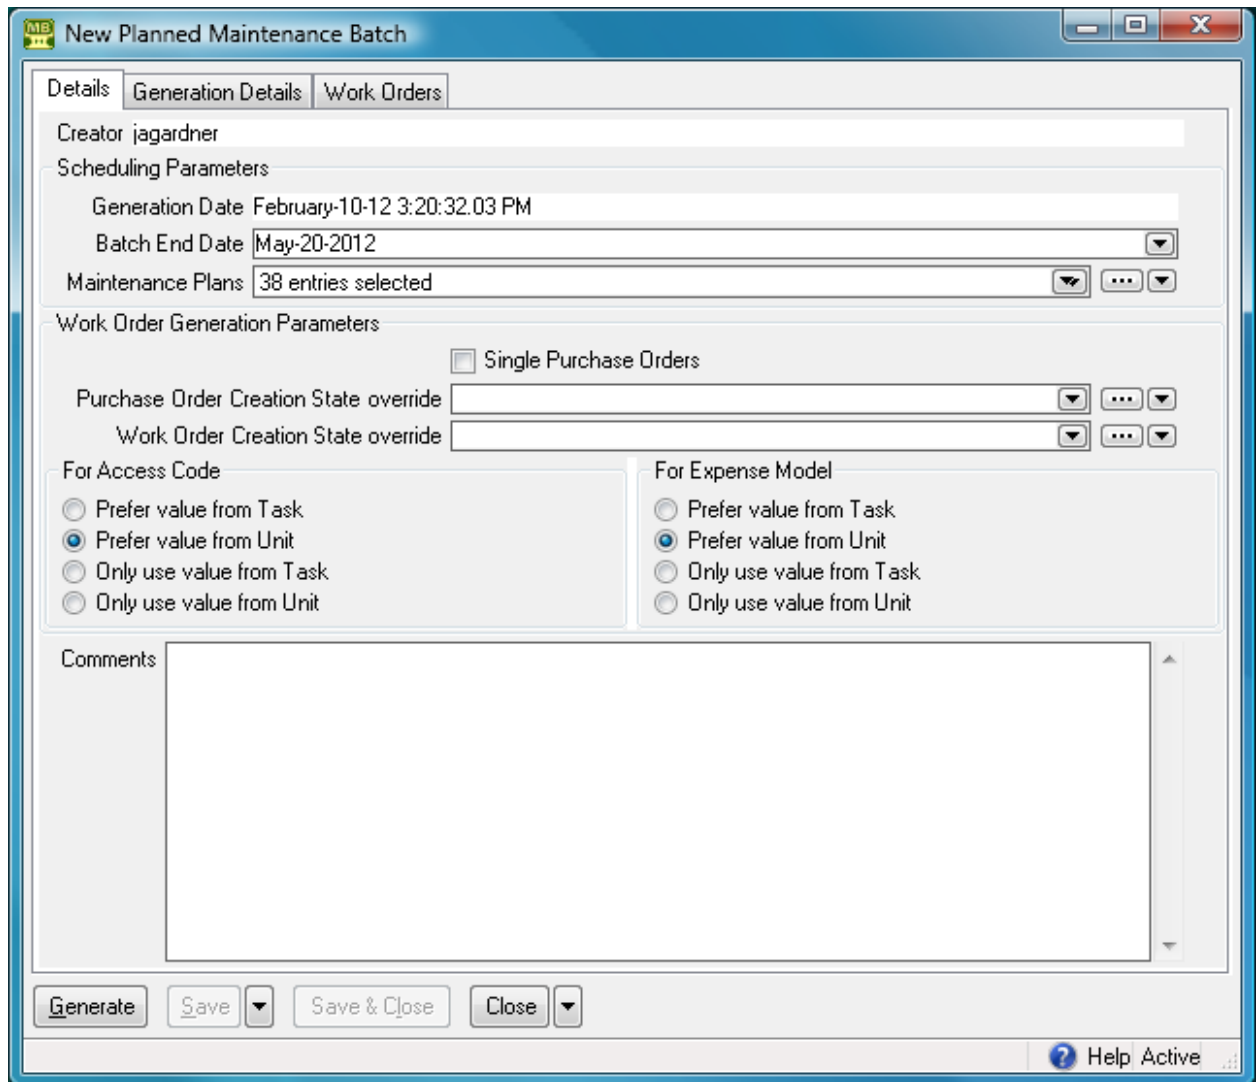 MB
New Planned Maintenance Batch
X
Details Generation Details Work Orders
Creator jagardner
Scheduling Parameters
Generation Date February-10-12 3:20:32.03 PM
Batch End Date May-20-2012
Maintenance Plans 38 entries selected
Work Order Generation Parameters
Single Purchase Orders
Purchase Order Creation State override
Work Order Creation State override
For Access Code
Prefer value from Task
Prefer value from Unit
Only use value from Task
Only use value from Unit
For Expense Model
Prefer value from Task
Prefer value from Unit
Only use value from Task
Only use value from Unit
Comments
Generate Save Save & Close Close
? Help Active